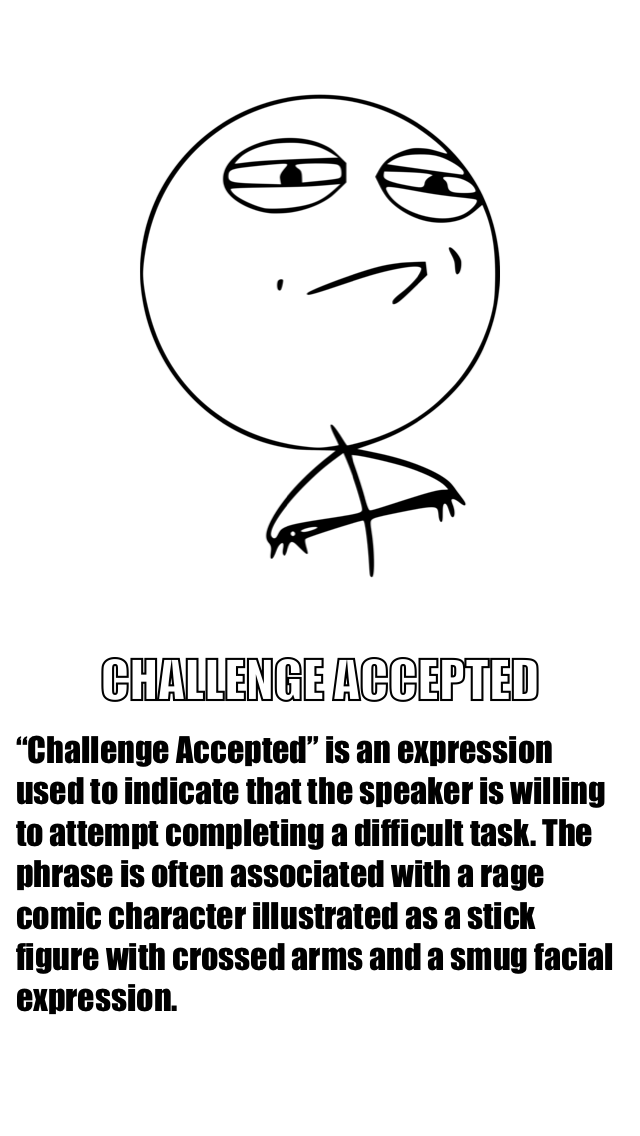 CHALLENGE ACCEPTED
“Challenge Accepted” is an expression
used to indicate that the speaker is willing
to attempt completing a difficult task. The
phrase is often associated with a rage
comic character illustrated as a stick
figure with crossed arms and a smug facial
expression.